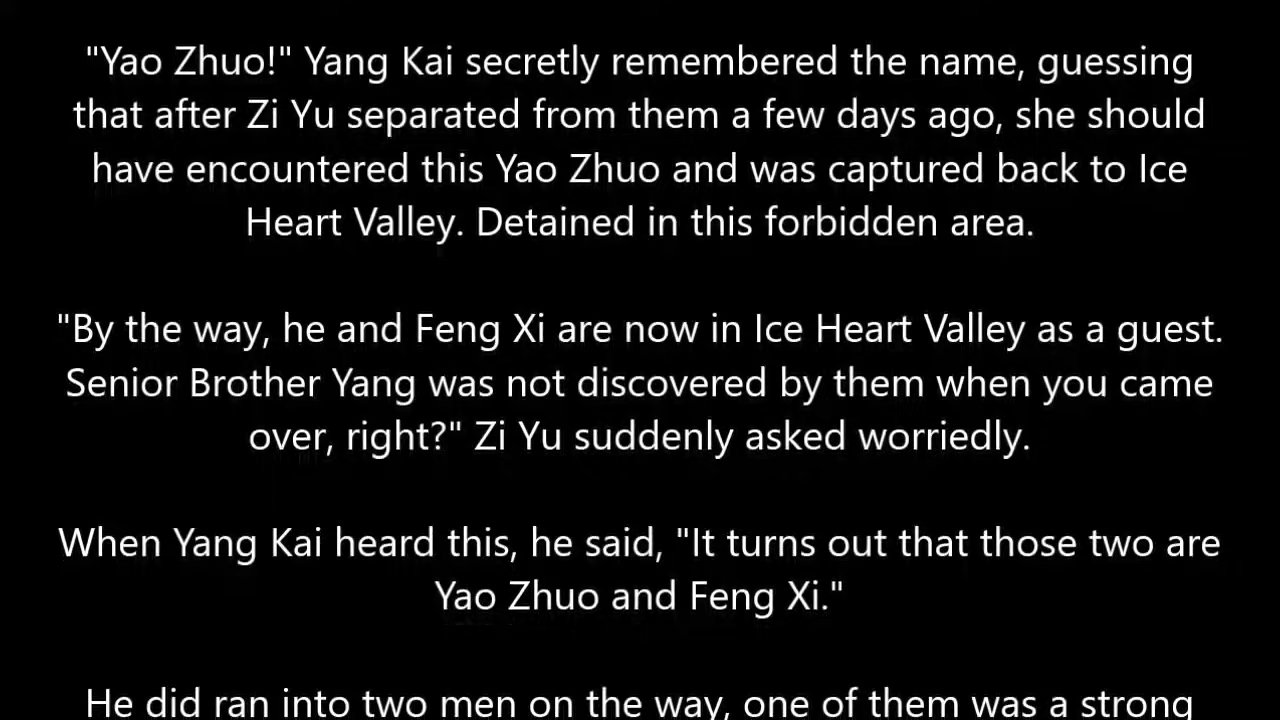 "Yao Zhuo!" Yang Kai secretly remembered the name, guessing
that after Zi Yu separated from them a few days ago, she should
have encountered this Yao Zhuo and was captured back to Ice
Heart Valley. Detained in this forbidden area.
"By the way, he and Feng Xi are now in Ice Heart Valley as a guest.
Senior Brother Yang was not discovered by them when you came
over, right?" Zi Yu suddenly asked worriedly.
When Yang Kai heard this, he said, "It turns out that those two are
Yao Zhuo and Feng Xi."
He did ran into two men on the way, one of them was a strong